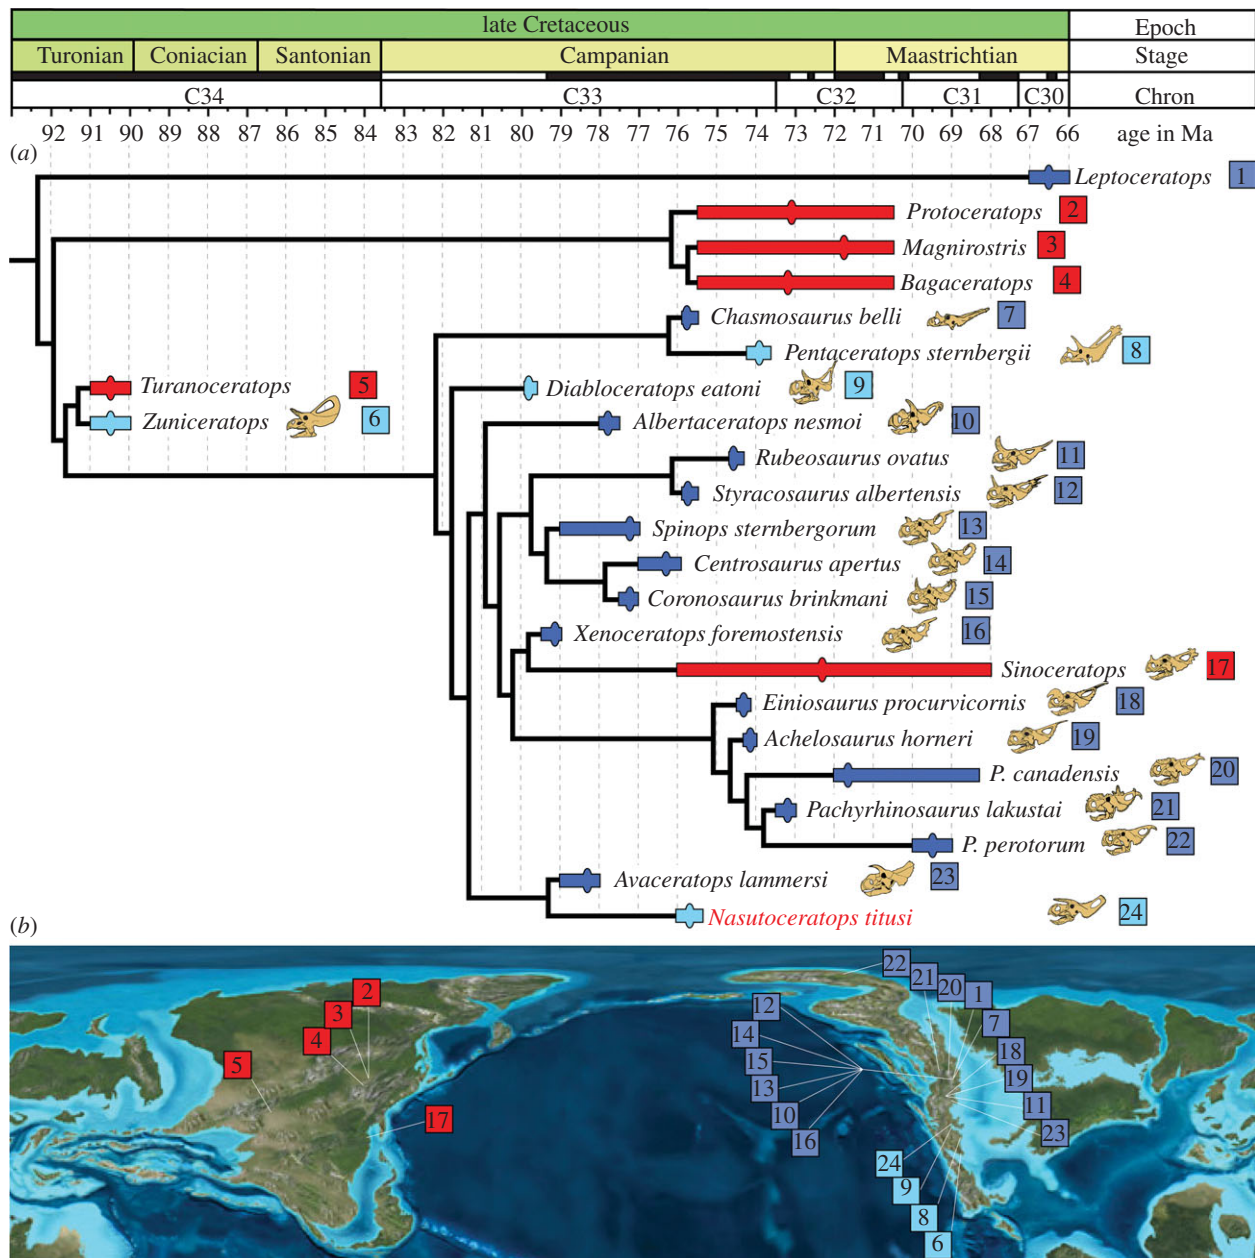 late Cretaceous Epoch
Turonian Coniacian Santonian Campanian Maastrichtian Stage
C34 C33 C32 C31 C30 Chron
92 91 90 89 88 87 86 85 84 83 82 81 80 79 78 77 76 75 74 73 72 71 70 69 68 67 66 age in Ma
(a)
Leptoceratops 1
Protoceratops 2
Magnirostris 3
Bagaceratops 4
Chasmosaurus belli 7
Pentaceratops sternbergii 8
Turanoceratops 5
Diabloceratops eatoni 9
Zuniceratops 6
Albertaceratops nesmoi 10
Rubeosaurus ovatus 11
Styracosaurus albertensis 12
Spinops sternbergorum 13
Centrosaurus apertus 14
Coronosaurus brinkmani 15
Xenoceratops foremostensis 16
Sinoceratops 17
Einiosaurus procurvicornis 18
Achelosaurus horneri 19
P. canadensis 20
Pachyrhinosaurus lakustai 21
P. perotorum 22
Avaceratops lammersi 23
Nasutoceratops titusi 24
(b)
22
21
20
1
2
3
4
5
17
12
14
15
13
10
16
7
18
19
11
23
24
9
8
6